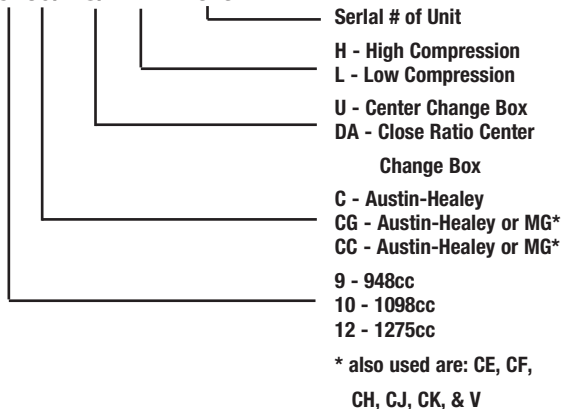 Serlal # of Unit
H - High Compression
L - Low Compression
U - Center Change Box
DA - Close Ratio Center
Change Box
C - Austin-Healey
CG - Austin-Healey or MG*
CC - Austin-Healey or MG*
9 - 948cc
10 - 1098cc
12 - 1275cc
* also used are: CE, CF,
CH, CJ, CK, & V